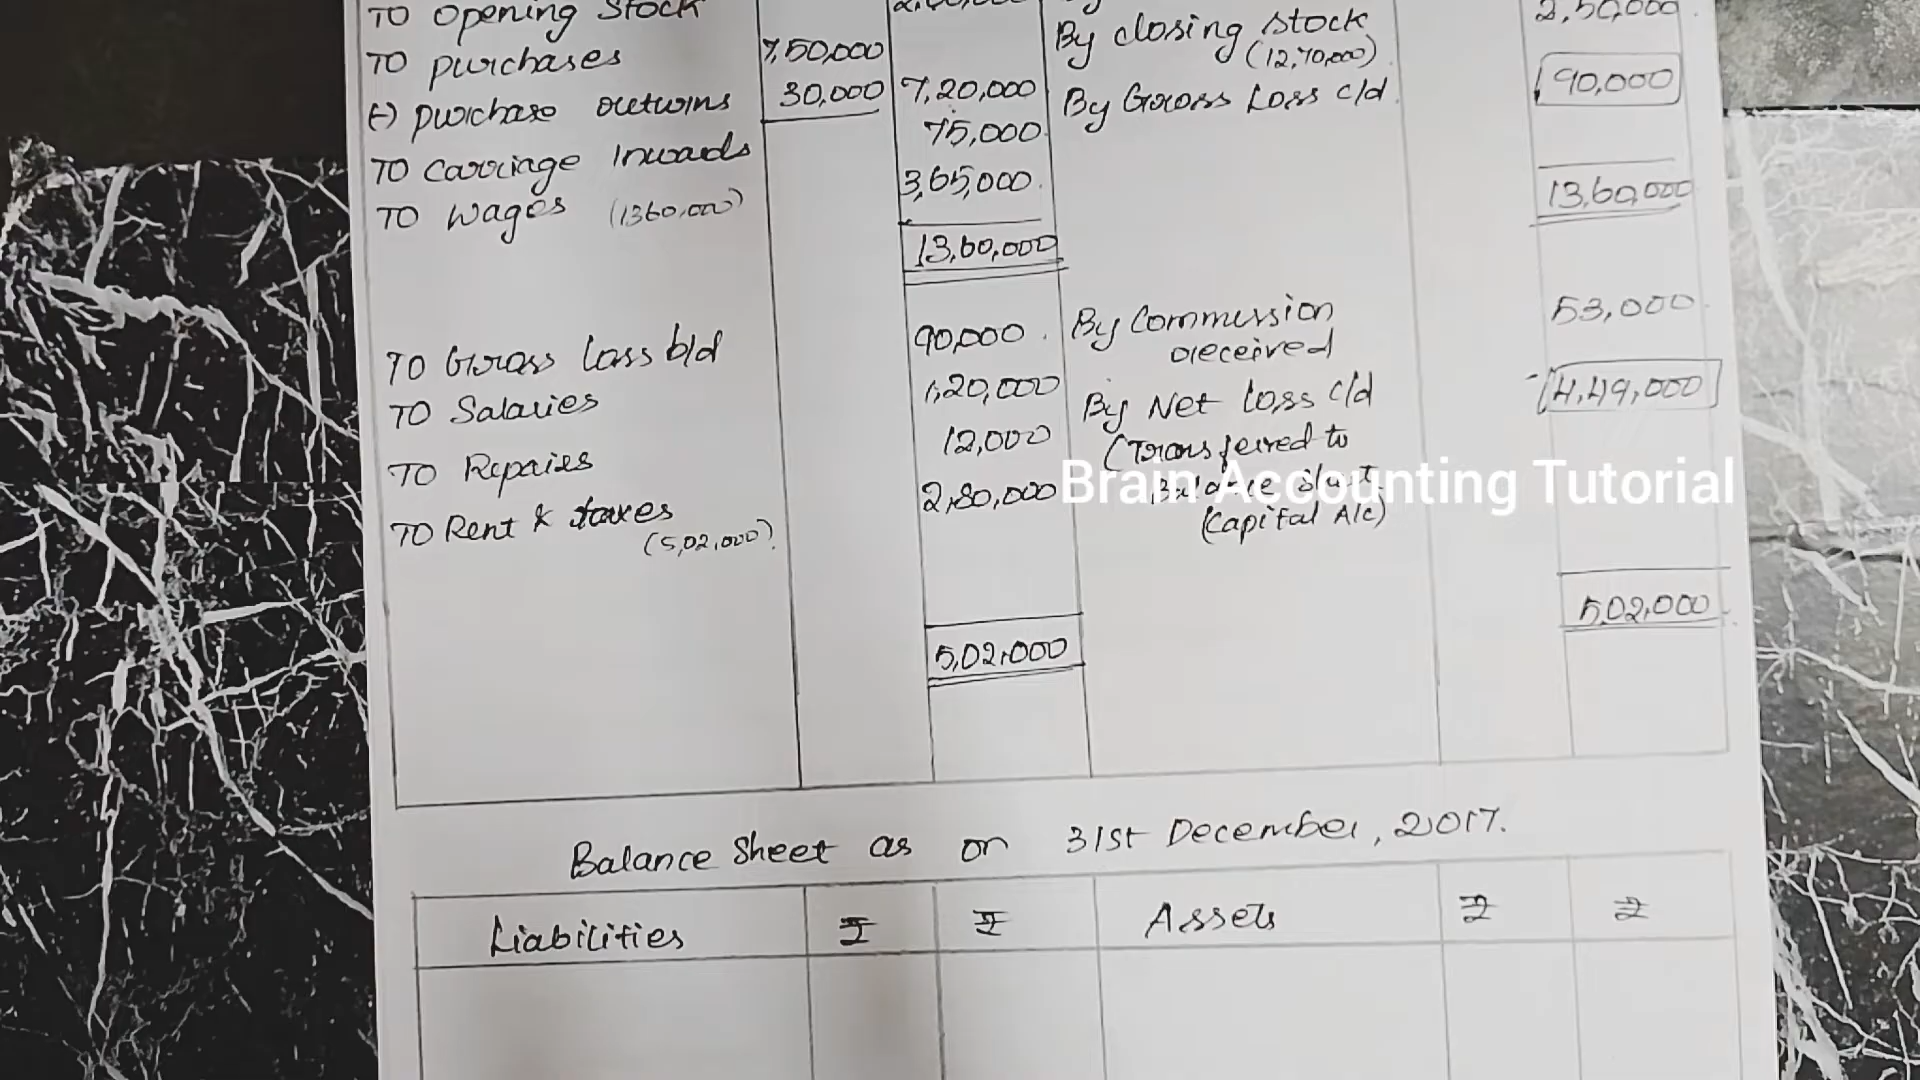 TO Opening Stock
TO purchases 7,50,000
(-) purchase returns 30,000 7,20,000
TO Carriage Inwards 75,000
TO Wages (1360,000) 3,65,000
13,60,000
TO Gross Loss b/d 90,000
TO Salaries 1,20,000
TO Repairs 12,000
TO Rent & taxes 2,80,000
(5,02,000)
5,02,000
By closing stock 2,50,000
(12,70,000)
By Gross Loss c/d 90,000
13,60,000
By Commission 53,000
received
By Net Loss c/d 4,49,000
(Transferred to
Balance sheet
(Capital A/c)
5,02,000
Brain Accounting Tutorial
Balance Sheet as on 31st December, 2017.
Liabilities ₹ ₹ Assets ₹ ₹